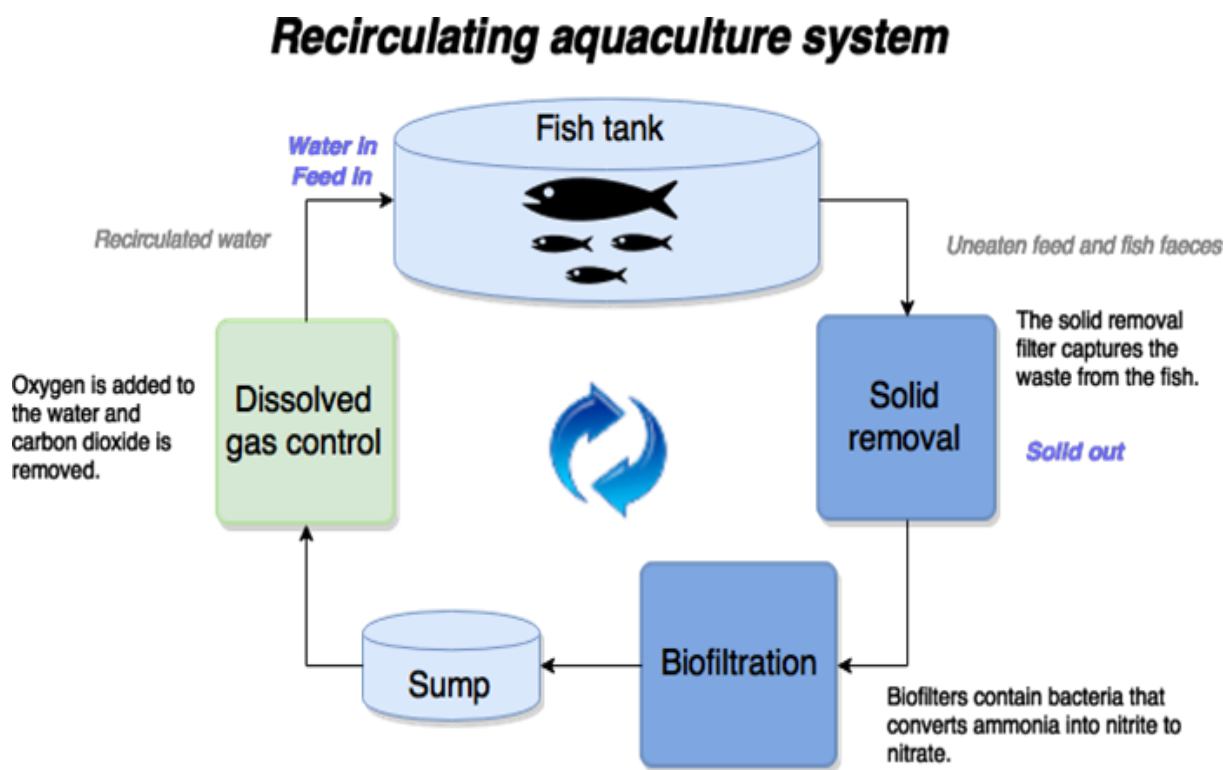 Recirculating aquaculture system
Fish tank
Water in
Feed In
Recirculated water
Uneaten feed and fish faeces
The solid removal
filter captures the
waste from the fish.
Solid
removal
Solid out
Oxygen is added to
the water and
carbon dioxide is
removed.
Dissolved
gas control
Biofiltration
Sump
Biofilters contain bacteria that
converts ammonia into nitrite to
nitrate.